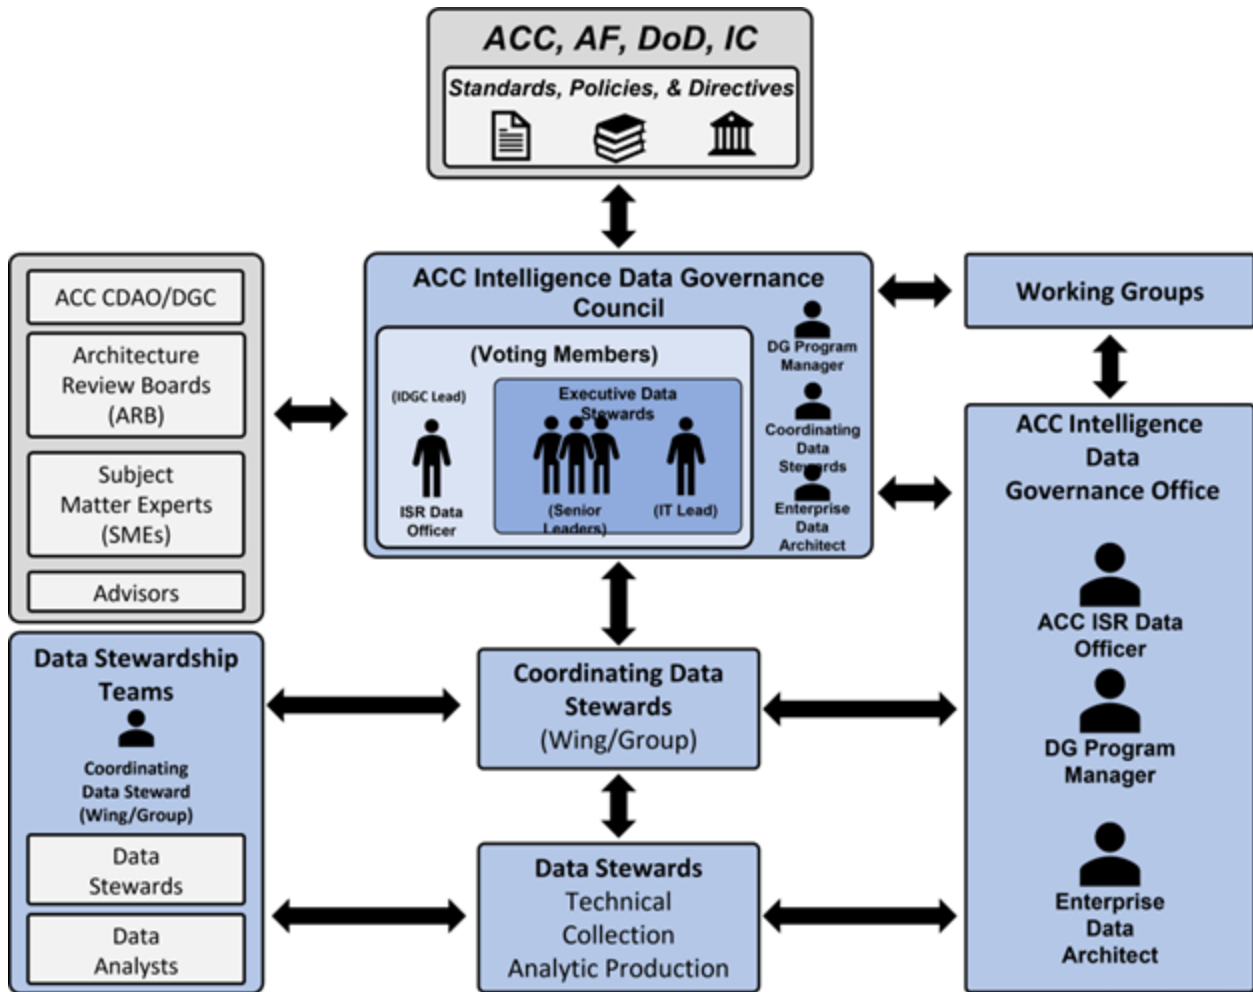 ACC, AF, DoD, IC
Standards, Policies, & Directives
ACC CDAO/DGC
Architecture
Review Boards
(ARB)
Subject
Matter Experts
(SMEs)
Advisors
ACC Intelligence Data Governance
Council
(Voting Members)
(IDGC Lead)
ISR Data
Officer
Executive Data
Stewards
(Senior
Leaders)
(IT Lead)
DG Program
Manager
Coordinating
Data
Stewards
Enterprise
Data
Architect
Working Groups
ACC Intelligence
Data
Governance Office
ACC ISR Data
Officer
DG Program
Manager
Enterprise
Data
Architect
Data Stewardship
Teams
Coordinating
Data Steward
(Wing/Group)
Data
Stewards
Data
Analysts
Coordinating Data
Stewards
(Wing/Group)
Data Stewards
Technical
Collection
Analytic Production